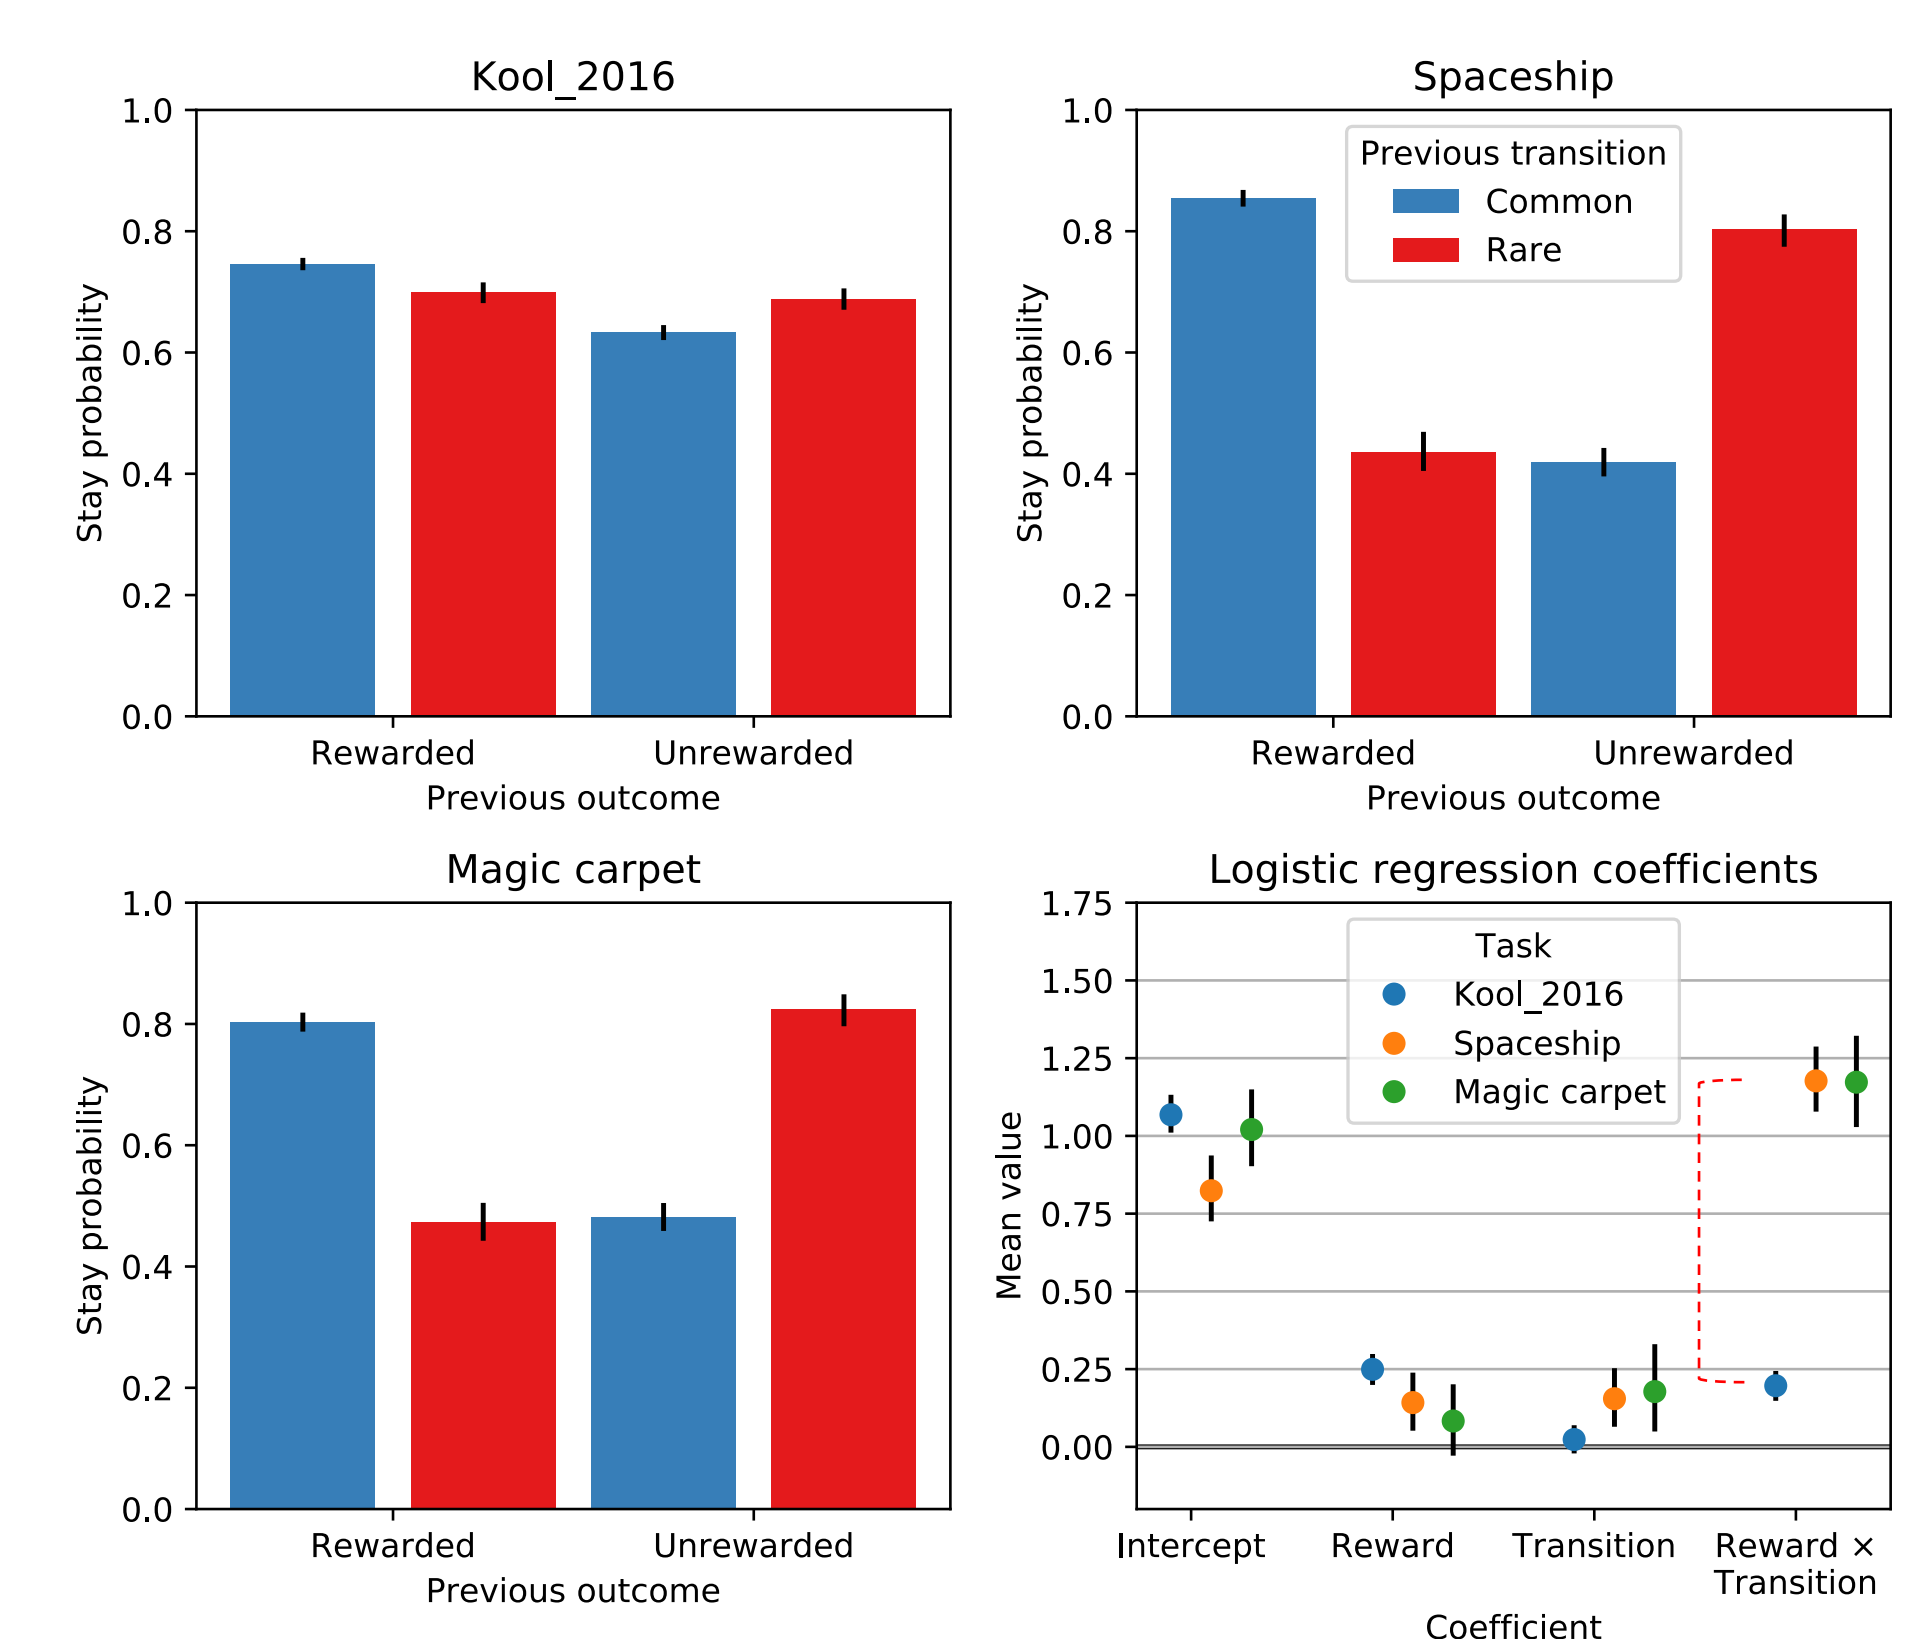 Kool_2016
1.0
0.8
0.6
0.4
0.2
0.0
Stay probability
Rewarded
Unrewarded
Previous outcome
Spaceship
1.0
0.8
0.6
0.4
0.2
0.0
Stay probability
Previous transition
Common
Rare
Rewarded
Unrewarded
Previous outcome
Magic carpet
1.0
0.8
0.6
0.4
0.2
0.0
Stay probability
Rewarded
Unrewarded
Previous outcome
Logistic regression coefficients
1.75
1.50
1.25
1.00
0.75
0.50
0.25
0.00
Mean value
Task
Kool_2016
Spaceship
Magic carpet
Intercept
Reward
Transition
Reward ×
Transition
Coefficient